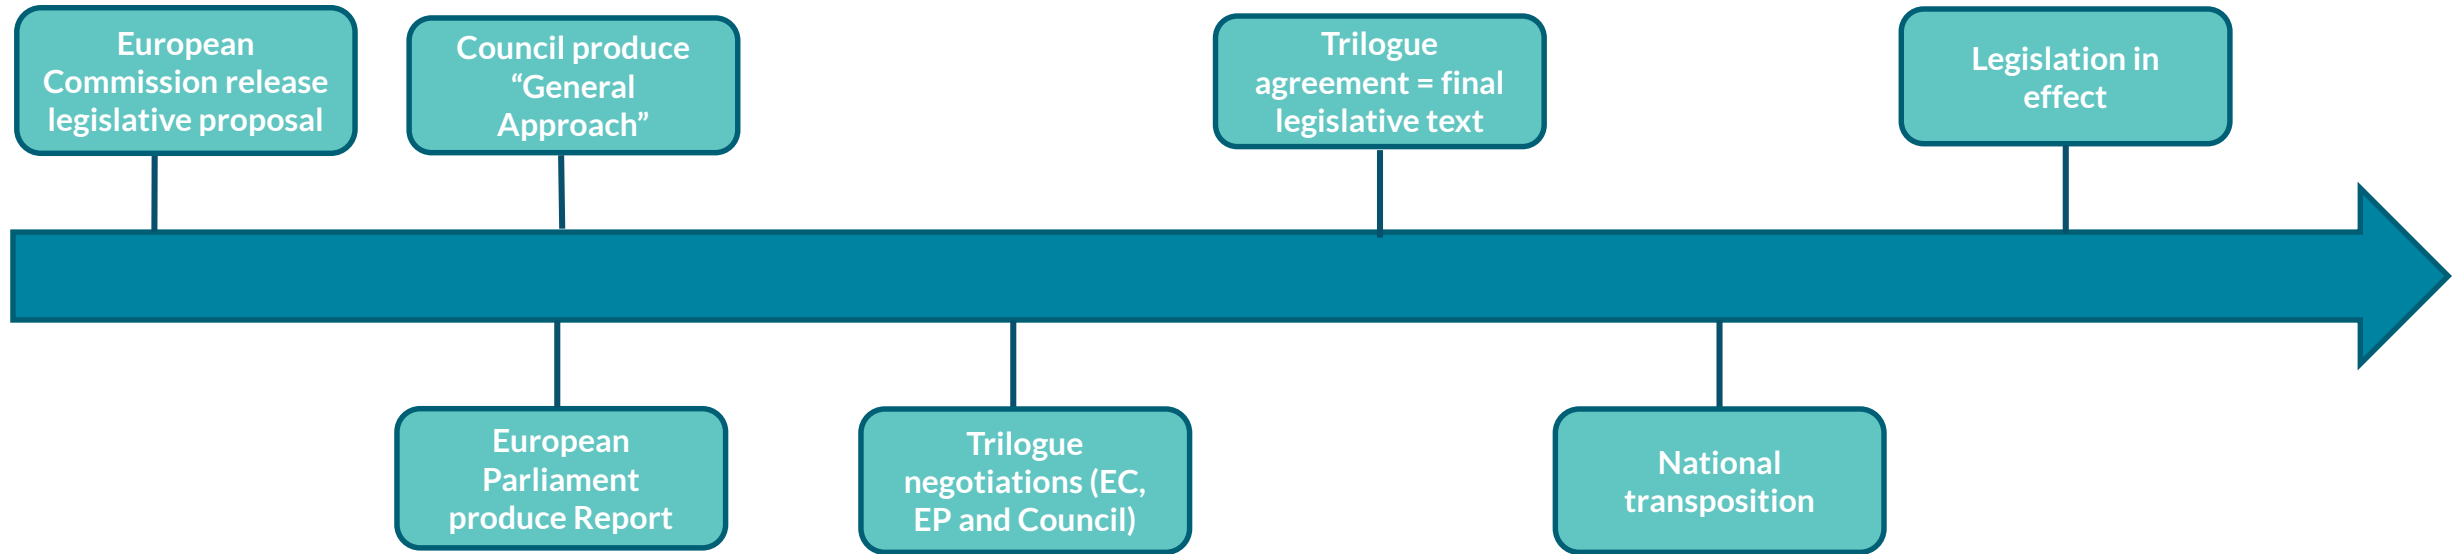 European
Commission release
legislative proposal
Council produce
“General
Approach”
Trilogue
agreement = final
legislative text
Legislation in
effect
European
Parliament
produce Report
Trilogue
negotiations (EC,
EP and Council)
National
transposition